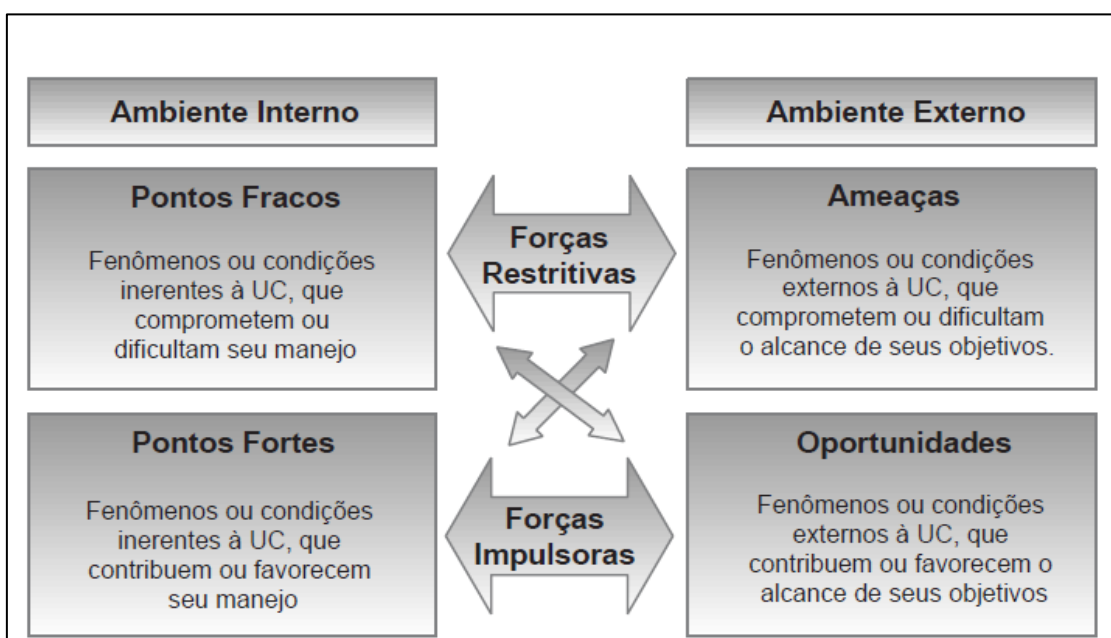 Ambiente Interno
Ambiente Externo
Pontos Fracos
Fenômenos ou condições
inerentes à UC, que
comprometem ou
dificultam seu manejo
Forças
Restritivas
Ameaças
Fenômenos ou condições
externos à UC, que
comprometem ou dificultam
o alcance de seus objetivos.
Pontos Fortes
Fenômenos ou condições
inerentes à UC, que
contribuem ou favorecem
seu manejo
Forças
Impulsoras
Oportunidades
Fenômenos ou condições
externos à UC, que
contribuem ou favorecem o
alcance de seus objetivos